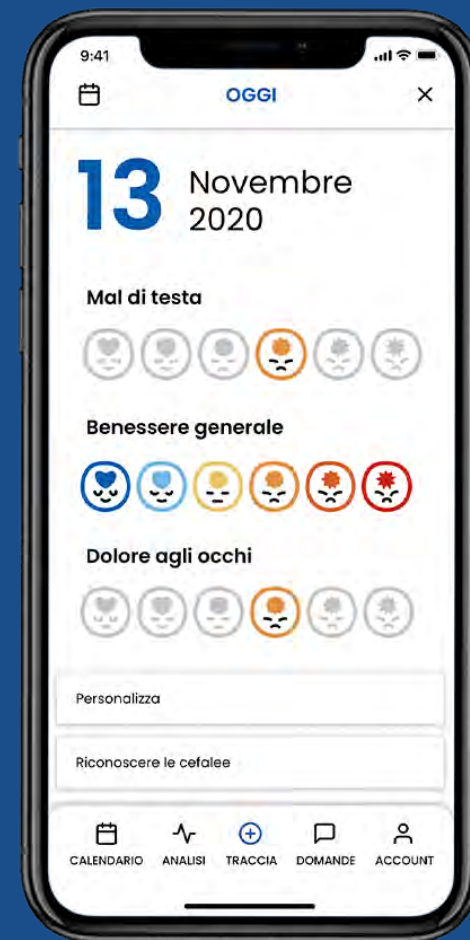 9:41
OGGI
13
Novembre
2020
Mal di testa
Benessere generale
Dolore agli occhi
Personalizza
Riconoscere le cefalee
CALENDARIO ANALISI TRACCIA DOMANDE ACCOUNT